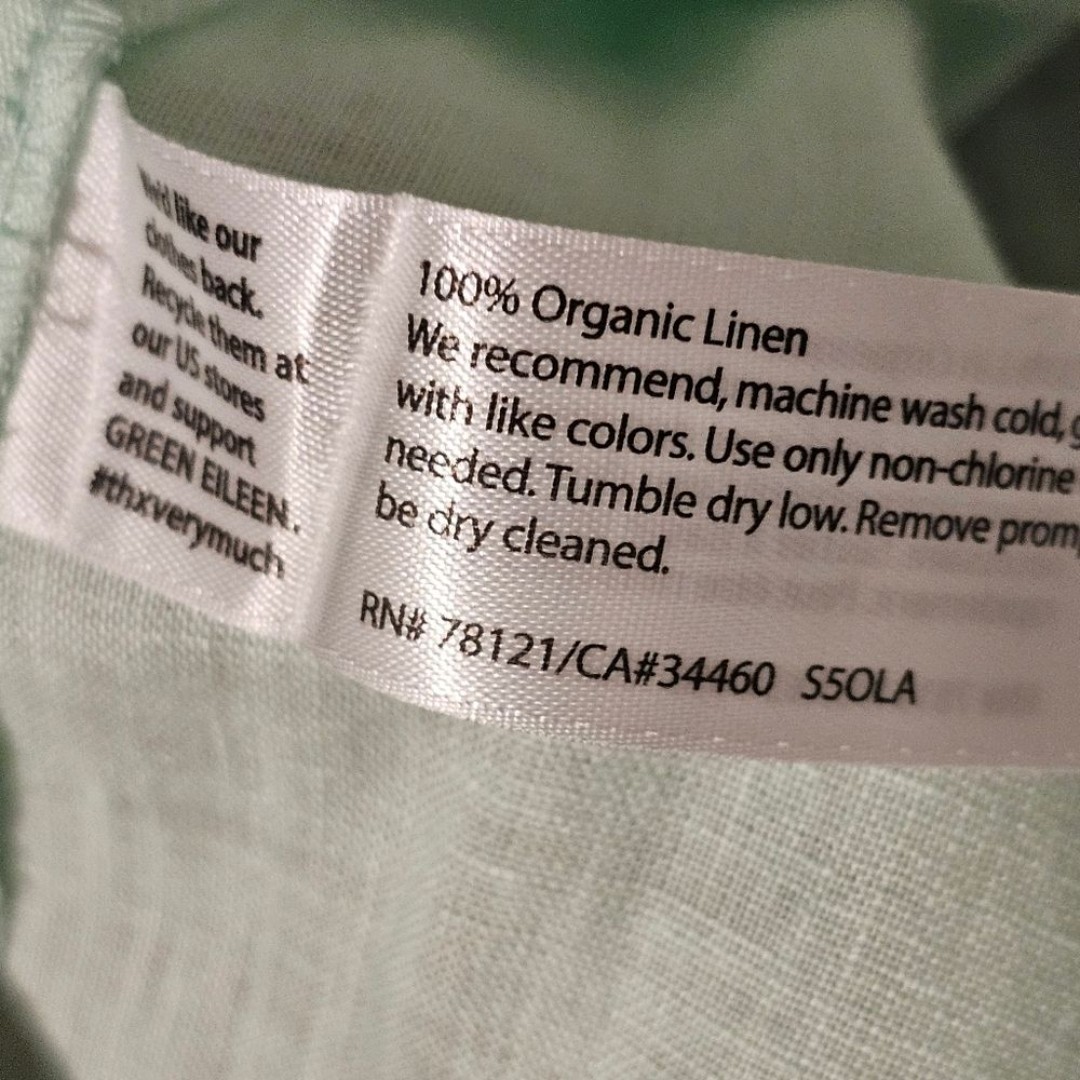 We'd like our
clothes back.
Recycle them at
our US stores
and support
GREEN EILEEN.
#thxverymuch
100% Organic Linen
We recommend, machine wash cold, g
with like colors. Use only non-chlorine
needed. Tumble dry low. Remove prom
be dry cleaned.
RN# 78121/CA#34460 S5OLA